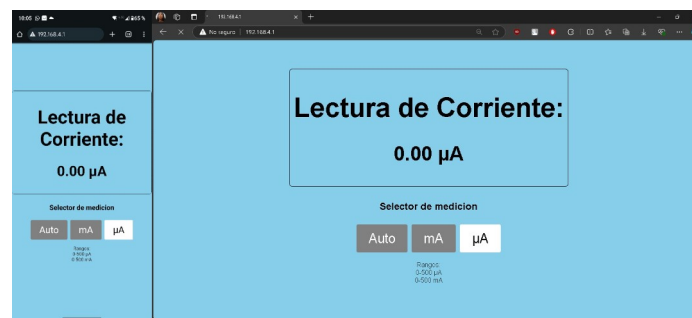 10:05
65%
192.168.4.1
Lectura de
Corriente:
0.00 µA
Selector de medicion
Auto mA µA
Rangos:
0-500 µA
0-500 mA
192.168.4.1
No seguro 192.168.4.1
Lectura de Corriente:
0.00 µA
Selector de medicion
Auto mA µA
Rangos:
0-500 µA
0-500 mA